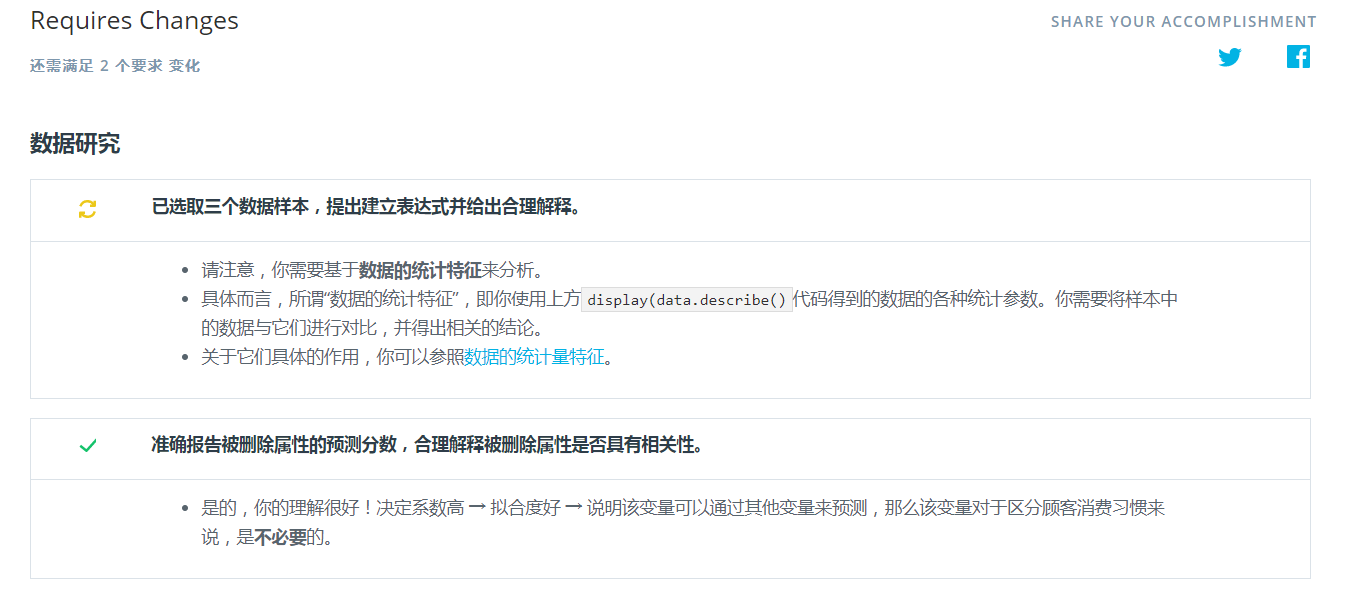 Requires Changes
SHARE YOUR ACCOMPLISHMENT
还需满足 2 个要求 变化
数据研究
已选取三个数据样本，提出建立表达式并给出合理解释。
请注意，你需要基于数据的统计特征来分析。
具体而言，所谓“数据的统计特征”，即你使用上方display(data.describe()代码得到的数据的各种统计参数。你需要将样本中
的数据与它们进行对比，并得出相关的结论。
关于它们具体的作用，你可以参照数据的统计量特征。
准确报告被删除属性的预测分数，合理解释被删除属性是否具有相关性。
是的，你的理解很好！决定系数高 → 拟合度好 → 说明该变量可以通过其他变量来预测，那么该变量对于区分顾客消费习惯来
说，是不必要的。